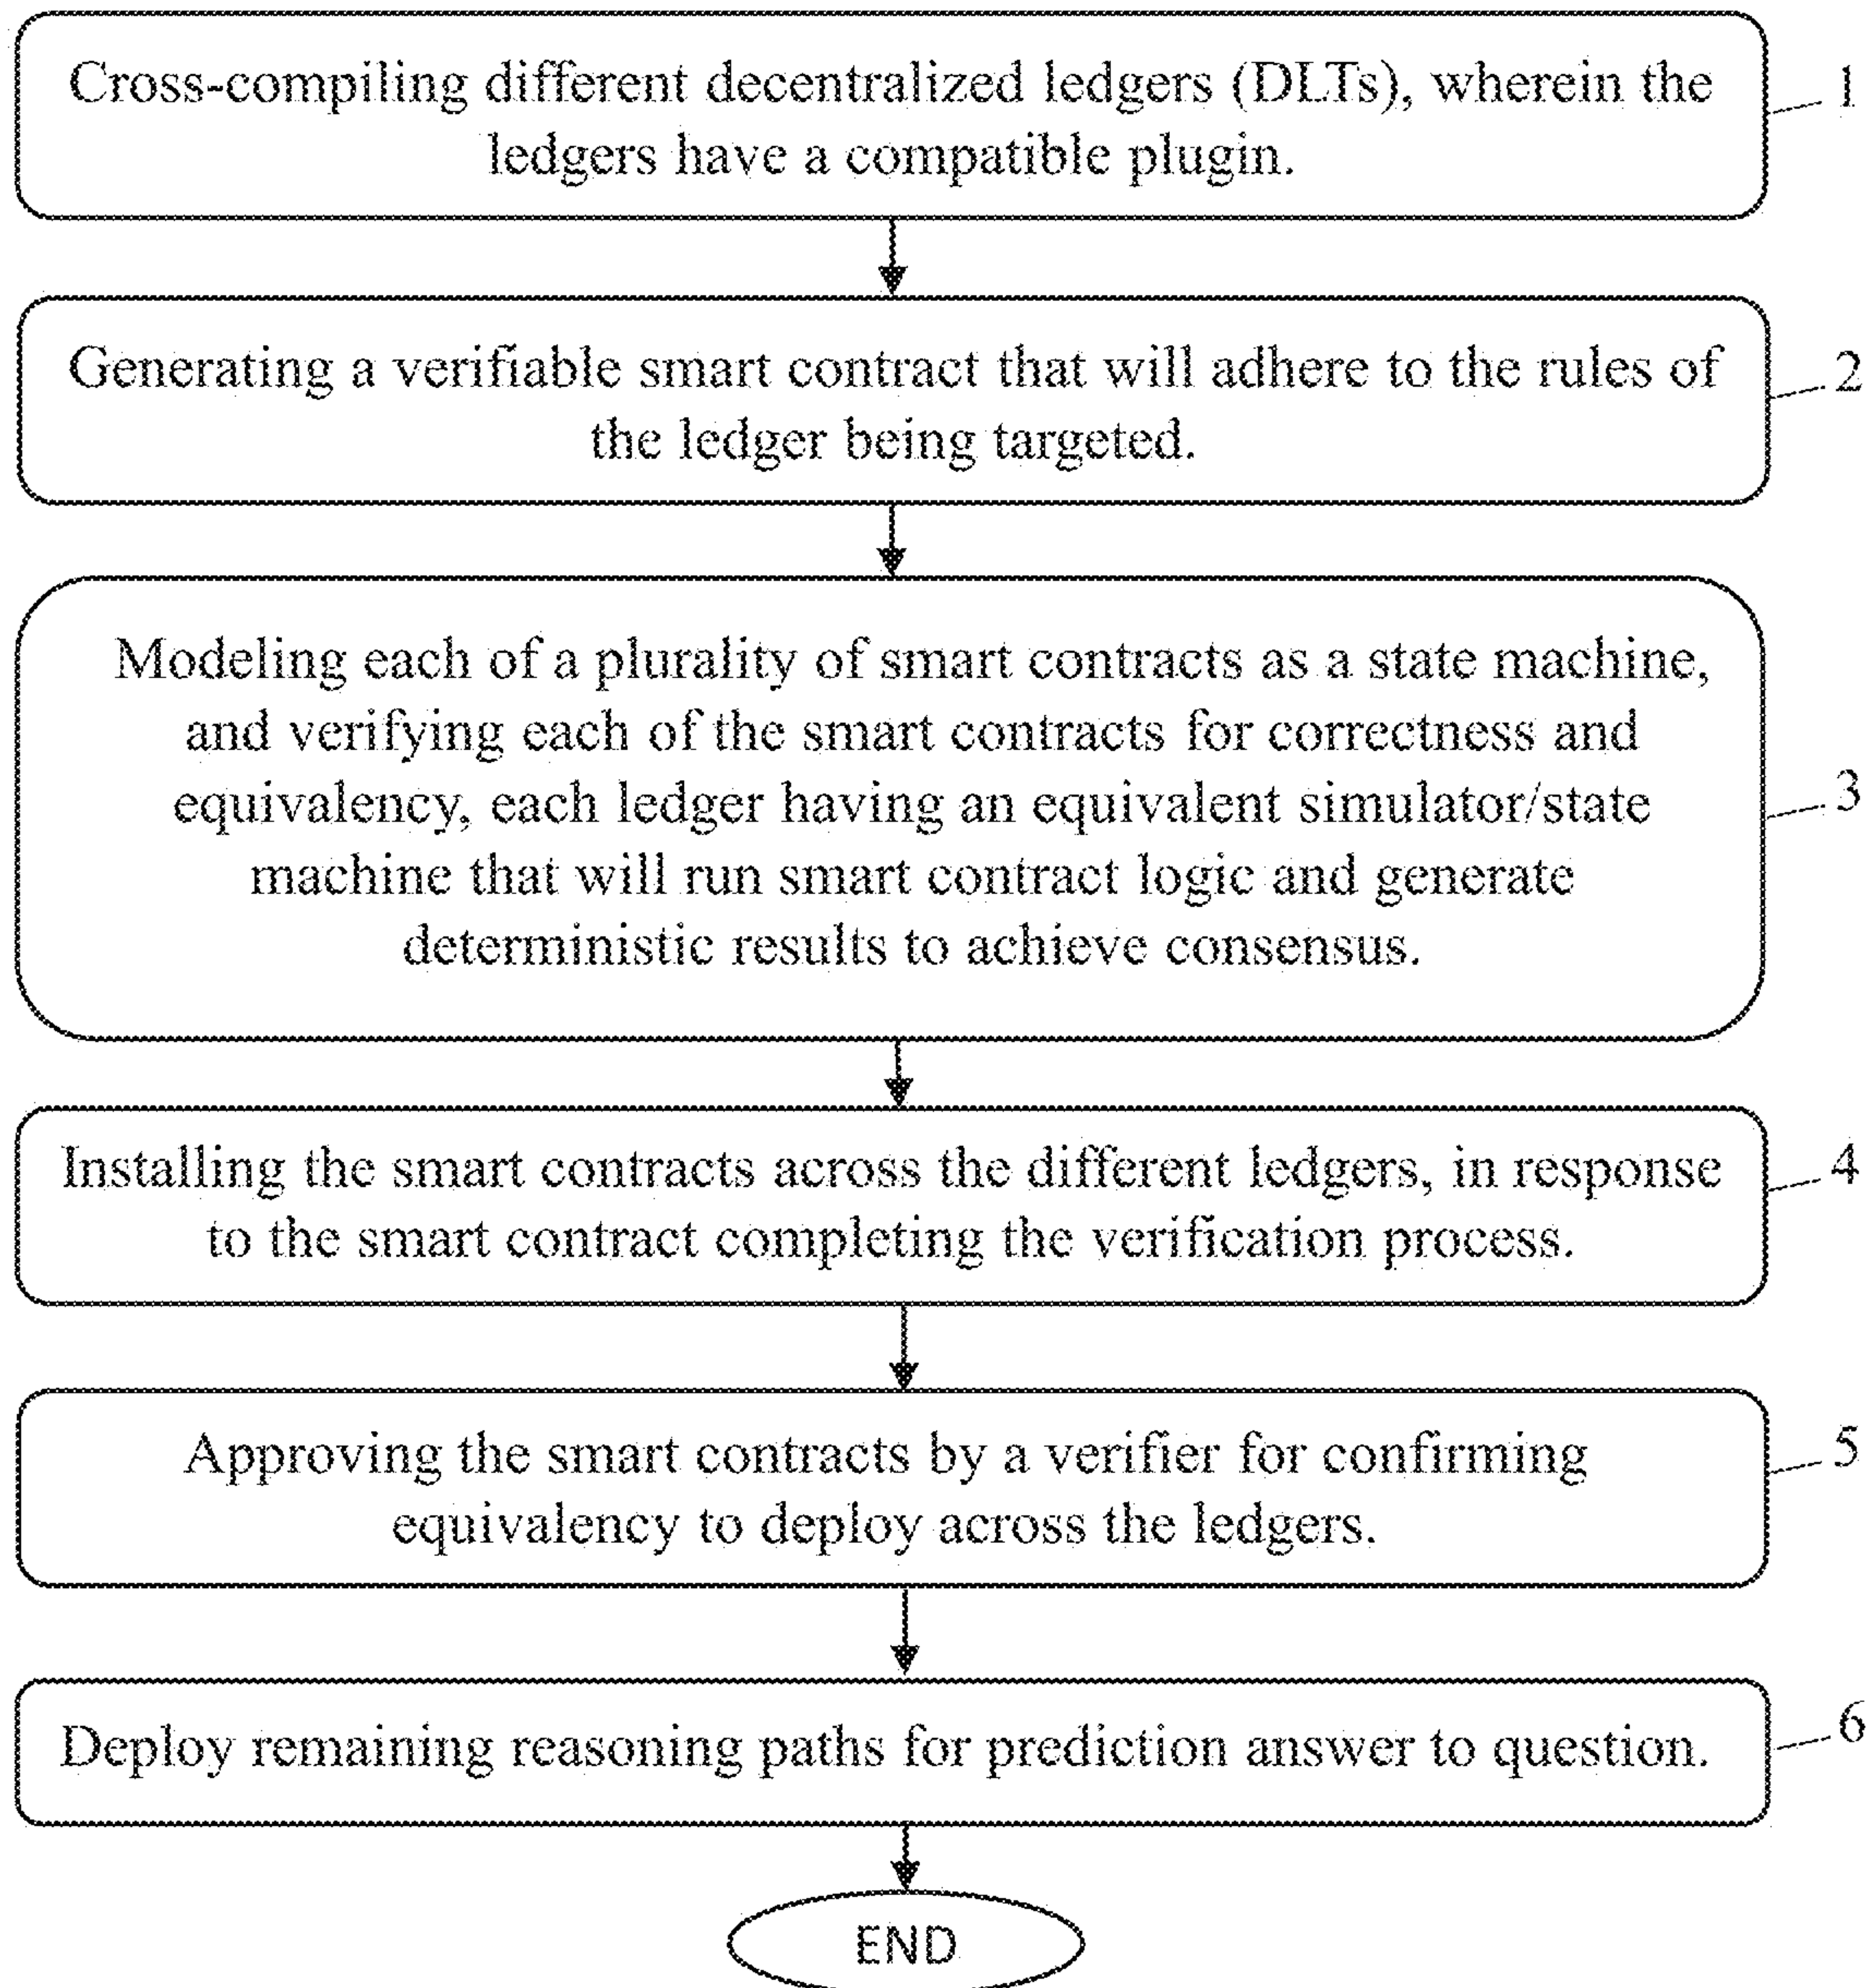 Cross-compiling different decentralized ledgers (DLTs), wherein the
ledgers have a compatible plugin.
1
Generating a verifiable smart contract that will adhere to the rules of
the ledger being targeted.
2
Modeling each of a plurality of smart contracts as a state machine,
and verifying each of the smart contracts for correctness and
equivalency, each ledger having an equivalent simulator/state
machine that will run smart contract logic and generate
deterministic results to achieve consensus.
3
Installing the smart contracts across the different ledgers, in response
to the smart contract completing the verification process.
4
Approving the smart contracts by a verifier for confirming
equivalency to deploy across the ledgers.
5
Deploy remaining reasoning paths for prediction answer to question.
6
END